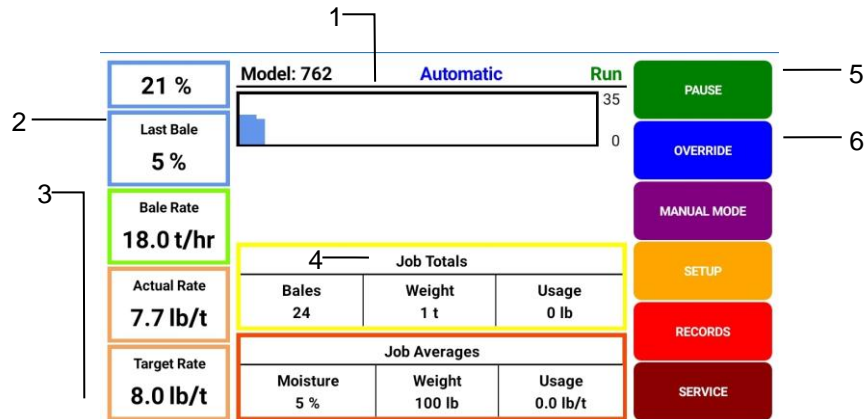 1
Model: 762 Automatic Run
21 %
35
0
2
Last Bale
5 %
3
Bale Rate
18.0 t/hr
Actual Rate
7.7 lb/t
Target Rate
8.0 lb/t
4
Job Totals
Bales Weight Usage
24 1 t 0 lb
Job Averages
Moisture Weight Usage
5 % 100 lb 0.0 lb/t
5
PAUSE
6
OVERRIDE
MANUAL MODE
SETUP
RECORDS
SERVICE